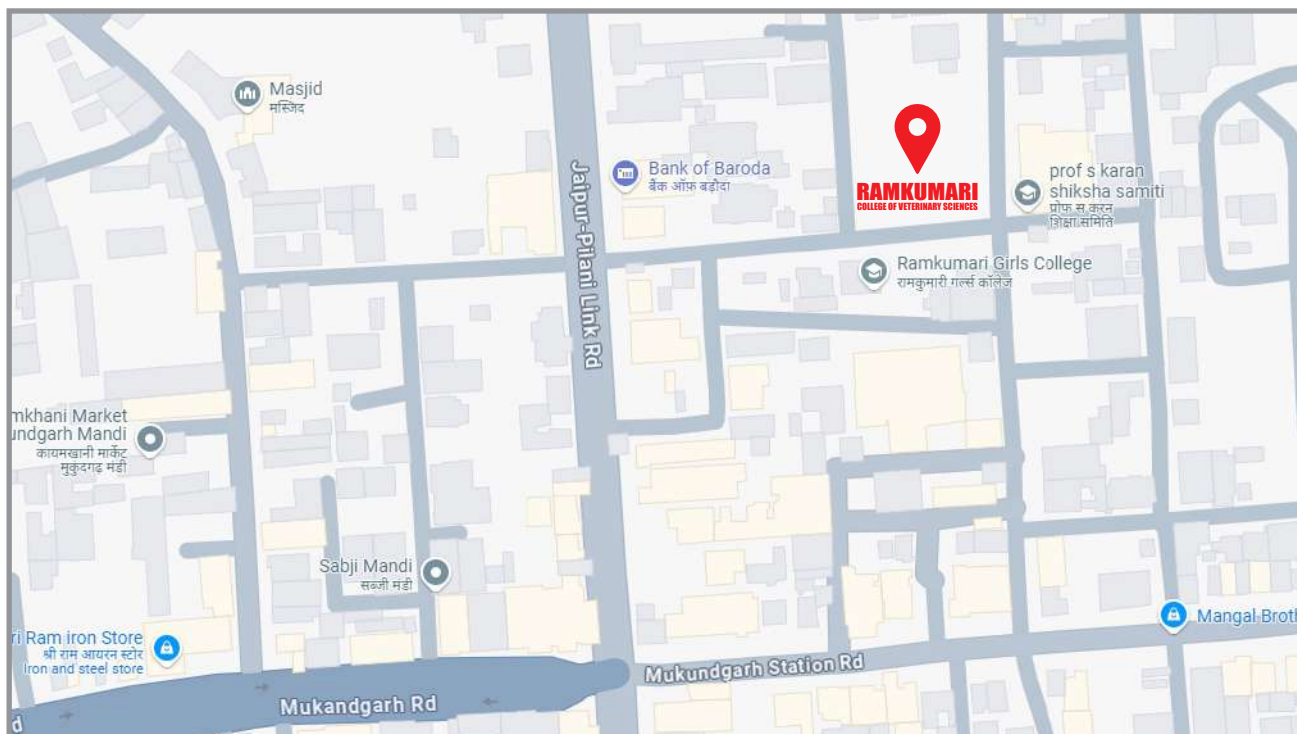 Masjid
मस्जिद
Bank of Baroda
बैंक ऑफ़ बड़ौदा
RAMKUMARI
COLLEGE OF VETERINARY SCIENCES
prof s karan
shiksha samiti
प्रोफ स करन
शिक्षा समिति
Jaipur-Pilani Link Rd
Ramkumari Girls College
रामकुमारी गर्ल्स कॉलेज
mkhani Market
undgarh Mandi
कायमखानी मार्केट
मुकुंदगढ़ मंडी
Sabji Mandi
सब्जी मंडी
ri Ram iron Store
श्री राम आयरन स्टोर
Iron and steel store
Mangal Broth
Mukundgarh Station Rd
Mukandgarh Rd
d